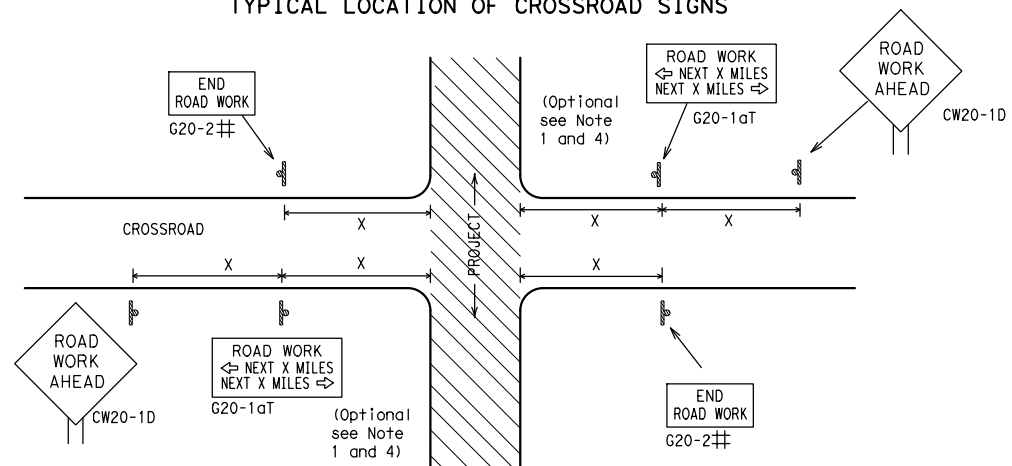 TYPICAL LOCATION OF CROSSROAD SIGNS
END
ROAD WORK
G20-2#
(Optional
see Note
1 and 4)
ROAD WORK
⇦ NEXT X MILES
NEXT X MILES ⇨
G20-1aT
ROAD
WORK
AHEAD
CW20-1D
X
X
X
CROSSROAD
PROJECT
X
X
X
ROAD
WORK
AHEAD
CW20-1D
ROAD WORK
⇦ NEXT X MILES
NEXT X MILES ⇨
G20-1aT
(Optional
see Note
1 and 4)
END
ROAD WORK
G20-2#